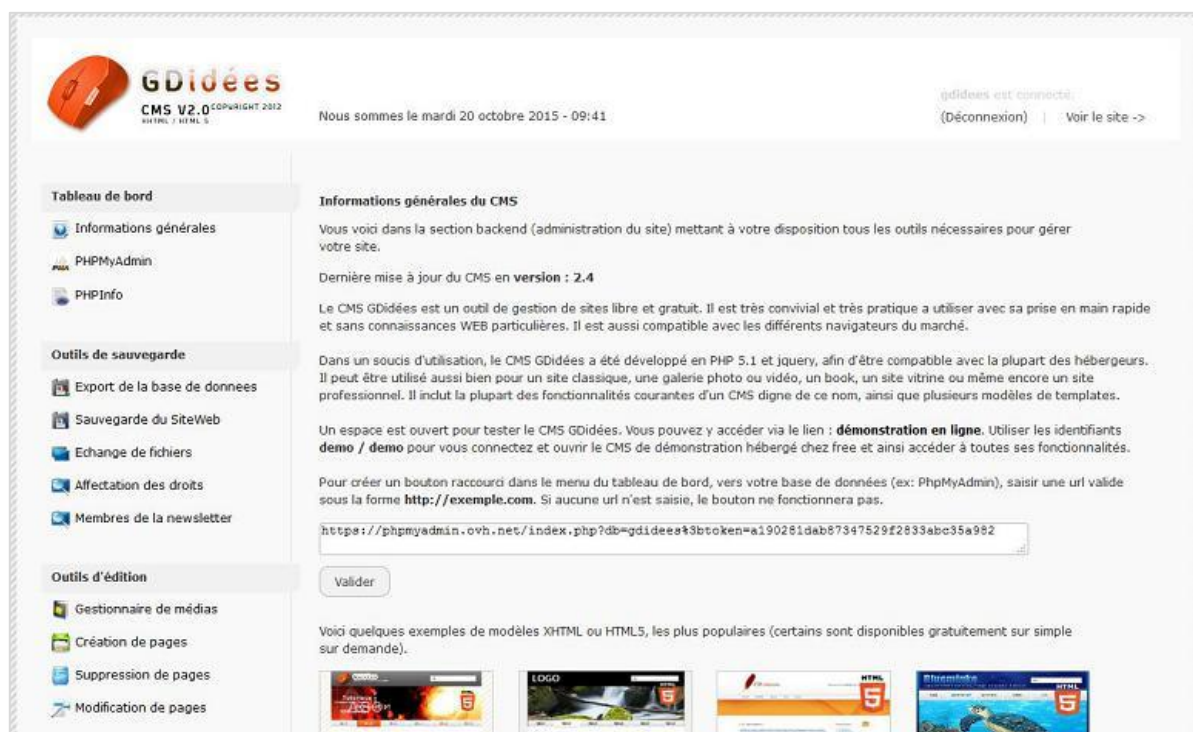 GDidées
CMS V2.0 COPYRIGHT 2012
XHTML / HTML 5
Nous sommes le mardi 20 octobre 2015 - 09:41
gdidees est connecté.
(Déconnexion) | Voir le site ->
Tableau de bord
Informations générales
PHPMyAdmin
PHPInfo
Outils de sauvegarde
Export de la base de donnees
Sauvegarde du SiteWeb
Echange de fichiers
Affectation des droits
Membres de la newsletter
Outils d'édition
Gestionnaire de médias
Création de pages
Suppression de pages
Modification de pages
Informations générales du CMS
Vous voici dans la section backend (administration du site) mettant à votre disposition tous les outils nécessaires pour gérer
votre site.
Dernière mise à jour du CMS en version : 2.4
Le CMS GDidées est un outil de gestion de sites libre et gratuit. Il est très convivial et très pratique a utiliser avec sa prise en main rapide
et sans connaissances WEB particulières. Il est aussi compatible avec les différents navigateurs du marché.
Dans un soucis d'utilisation, le CMS GDidées a été développé en PHP 5.1 et jquery, afin d'être compatible avec la plupart des hébergeurs.
Il peut être utilisé aussi bien pour un site classique, une galerie photo ou vidéo, un book, un site vitrine ou même encore un site
professionnel. Il inclut la plupart des fonctionnalités courantes d'un CMS digne de ce nom, ainsi que plusieurs modèles de templates.
Un espace est ouvert pour tester le CMS GDidées. Vous pouvez y accéder via le lien : démonstration en ligne. Utiliser les identifiants
demo / demo pour vous connectez et ouvrir le CMS de démonstration hébergé chez free et ainsi accéder à toutes ses fonctionnalités.
Pour créer un bouton raccourci dans le menu du tableau de bord, vers votre base de données (ex: PhpMyAdmin), saisir une url valide
sous la forme http://exemple.com. Si aucune url n'est saisie, le bouton ne fonctionnera pas.
https://phpmyadmin.ovh.net/index.php?db=gdidees%3btoken=a190281dab87347529f2833abc35a982
Valider
Voici quelques exemples de modèles XHTML ou HTML5, les plus populaires (certains sont disponibles gratuitement sur simple
sur demande).
LOGO
HTML
5